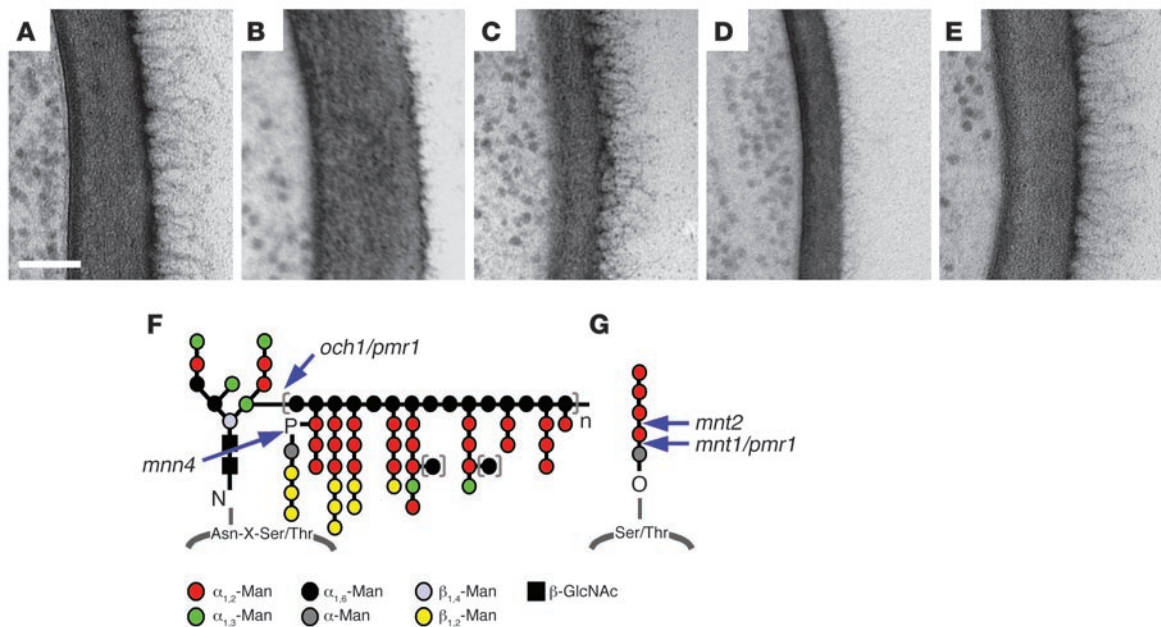 A
B
C
D
E
F
G
och1/pmr1
n
P
mnn4
N
Asn-X-Ser/Thr
mnt2
mnt1/pmr1
O
Ser/Thr
α1,2-Man
α1,6-Man
β1,4-Man
β-GlcNAc
α1,3-Man
α-Man
β1,2-Man